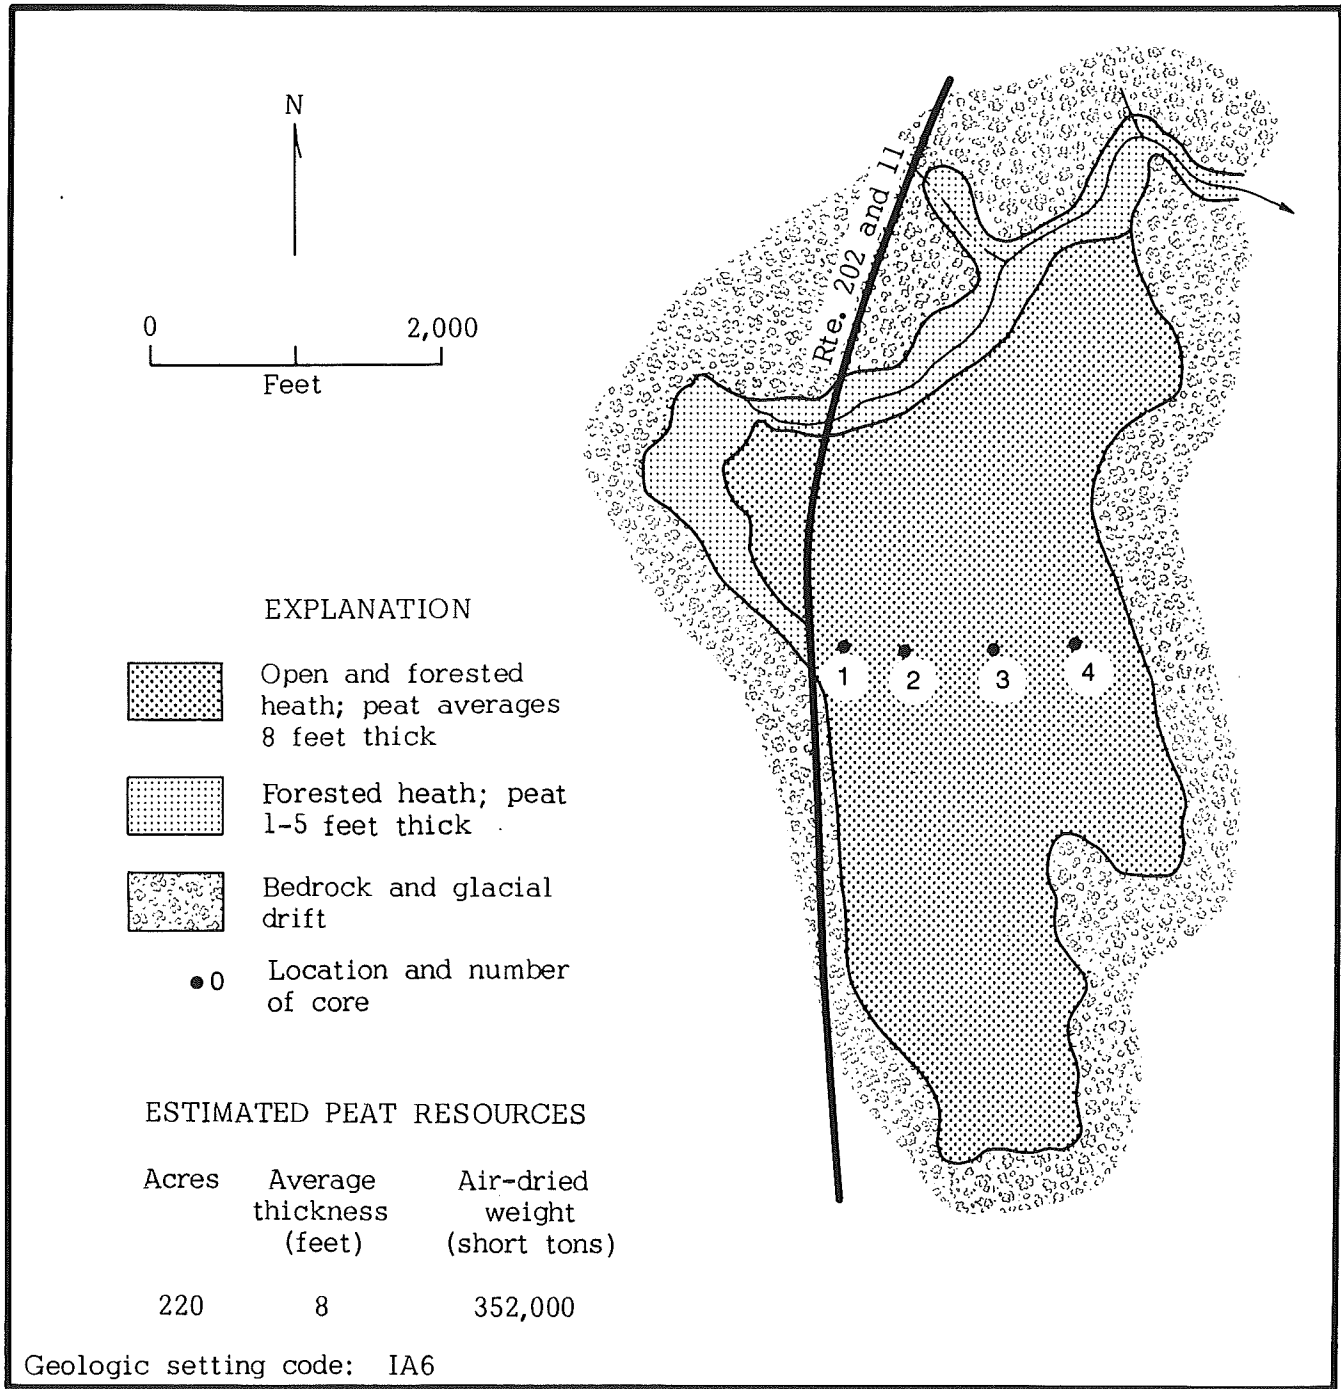 N
0 2,000
Feet
Rte. 202 and 11
1 2 3 4
EXPLANATION
Open and forested
heath; peat averages
8 feet thick
Forested heath; peat
1-5 feet thick
Bedrock and glacial
drift
0 Location and number
of core
ESTIMATED PEAT RESOURCES
Acres Average Air-dried
thickness weight
(feet) (short tons)
220 8 352,000
Geologic setting code: IA6